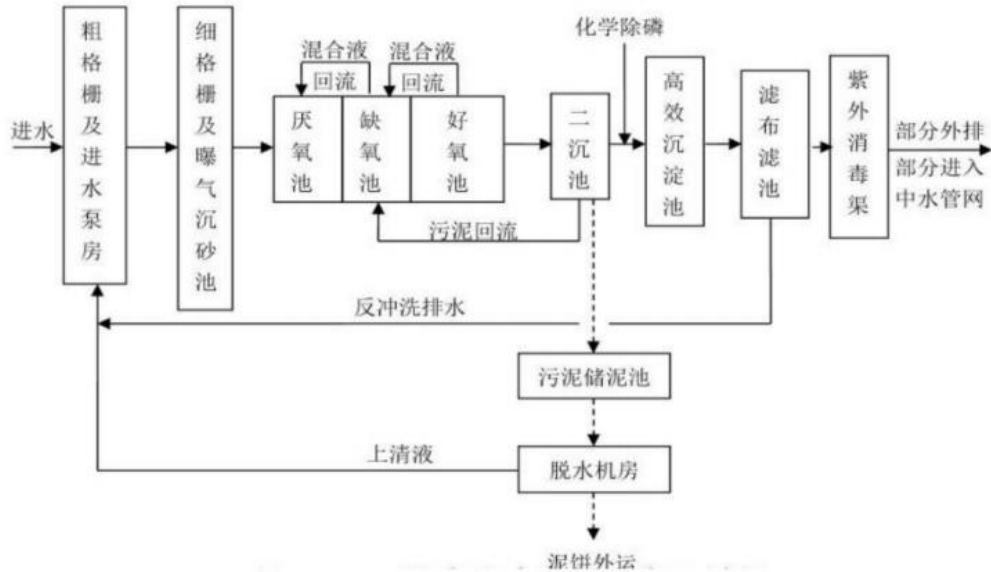 进水
粗格栅及进水泵房
细格栅及曝气沉砂池
混合液
回流
混合液
回流
厌氧池
缺氧池
好氧池
污泥回流
二沉池
化学除磷
高效沉淀池
滤布滤池
紫外消毒渠
部分外排
部分进入
中水管网
反冲洗排水
污泥储泥池
上清液
脱水机房
泥饼外运